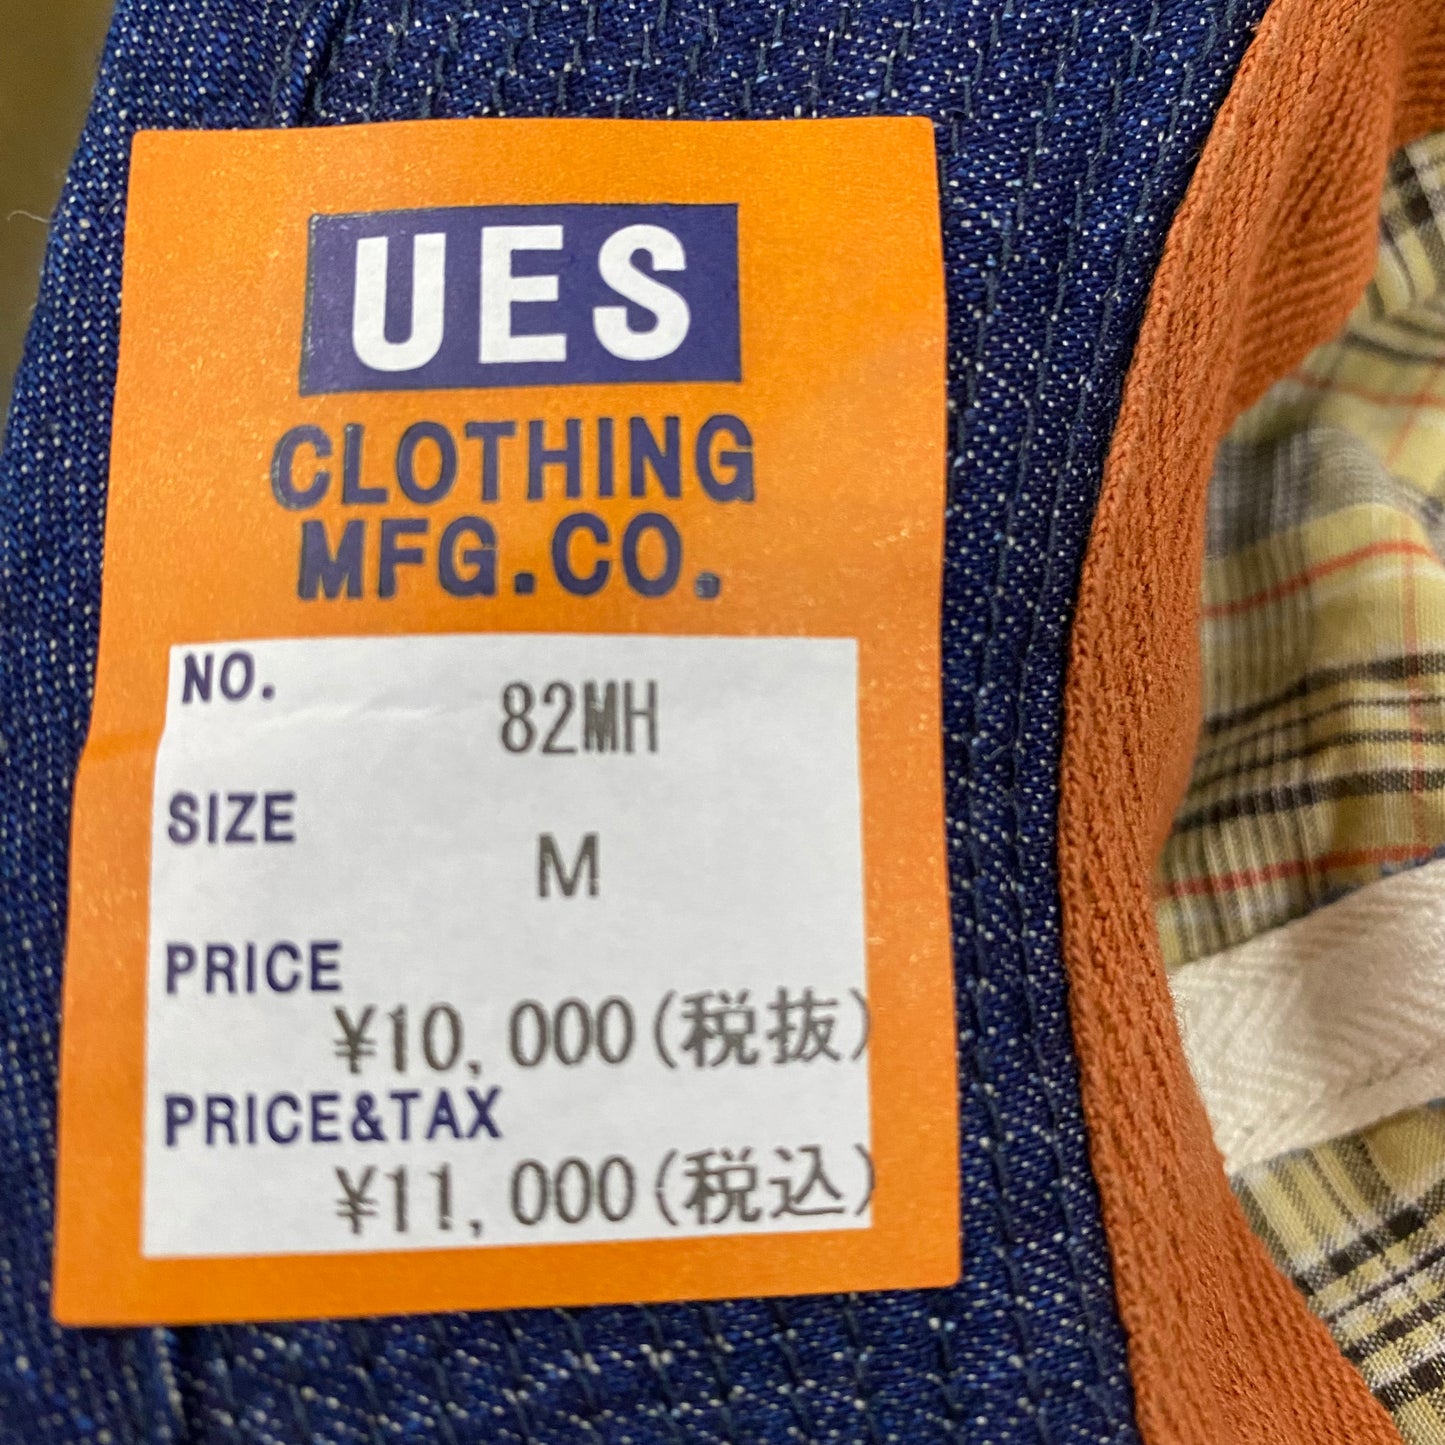 UES
CLOTHING
MFG.CO.
NO.
82MH
SIZE
M
PRICE
¥10,000(税抜)
PRICE&TAX
¥11,000(税込)